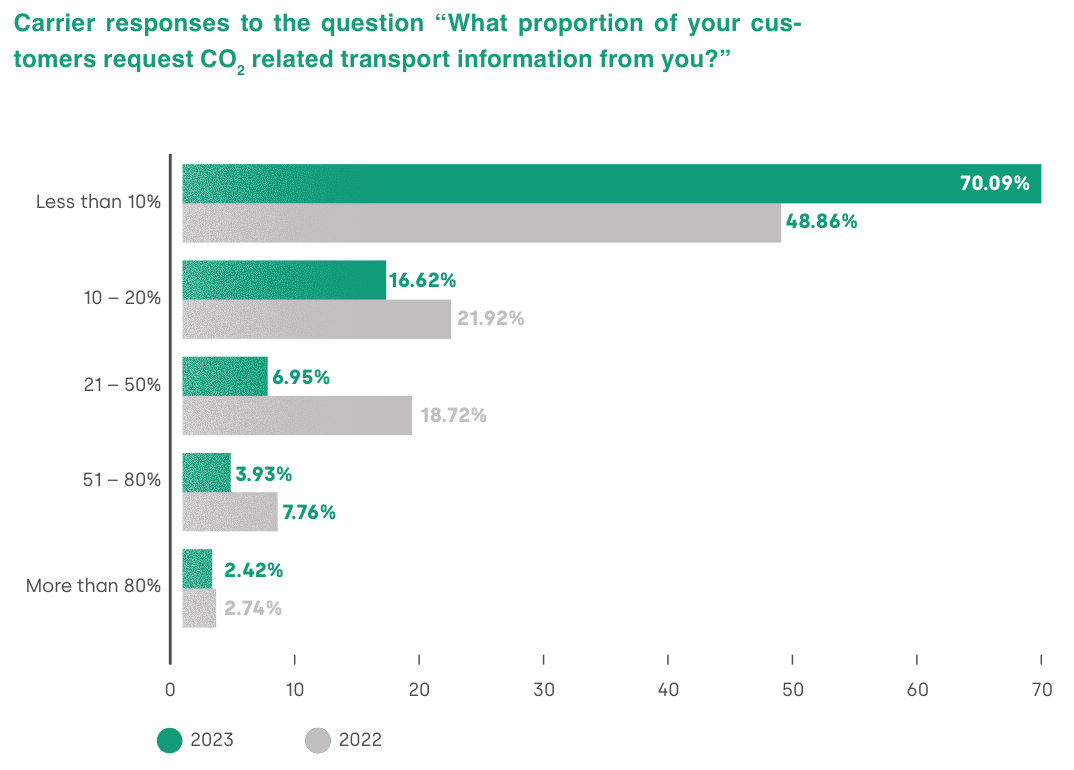 Carrier responses to the question “What proportion of your cus-
tomers request CO₂ related transport information from you?”
Less than 10%
70.09%
48.86%
10 – 20%
16.62%
21.92%
21 – 50%
6.95%
18.72%
51 – 80%
3.93%
7.76%
More than 80%
2.42%
2.74%
0 10 20 30 40 50 60 70
2023 2022